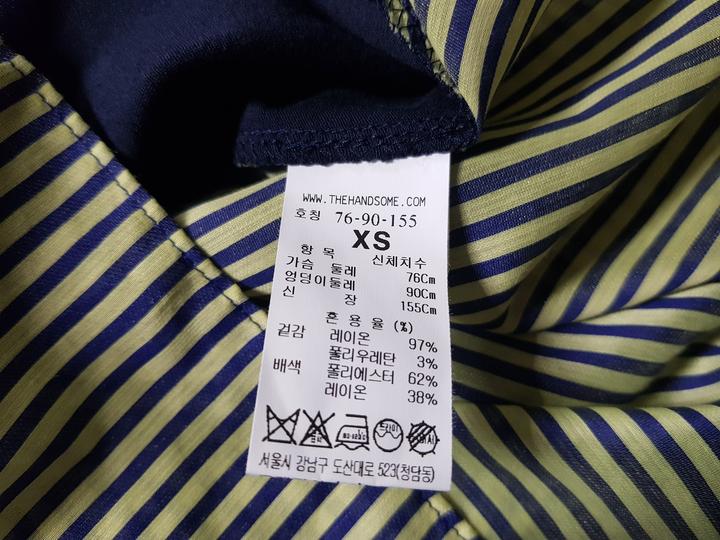 WWW.THEHANDSOME.COM
호칭 76-90-155
XS
항 목 신체치수
가슴 둘레 76Cm
엉덩이둘레 90Cm
신 장 155Cm
혼 용 율 (%)
겉감 레이온 97%
폴리우레탄 3%
배색 폴리에스터 62%
레이온 38%
드라이
서울시 강남구 도산대로 523(청담동)